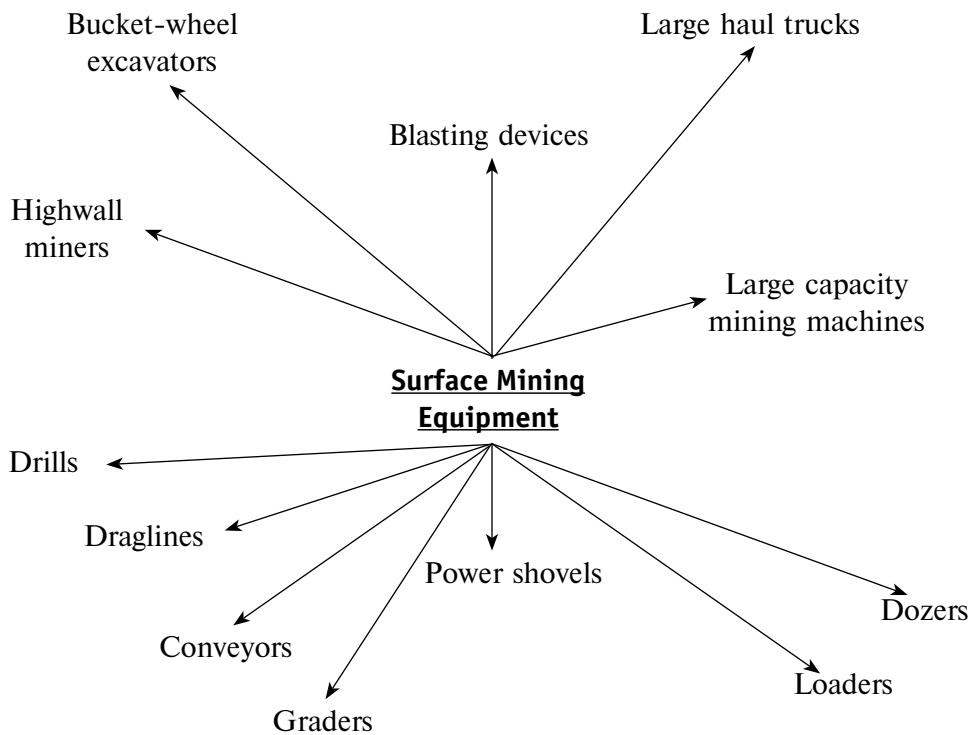 Bucket-wheel
excavators
Large haul trucks
Blasting devices
Highwall
miners
Large capacity
mining machines
Surface Mining
Equipment
Drills
Draglines
Power shovels
Dozers
Conveyors
Loaders
Graders